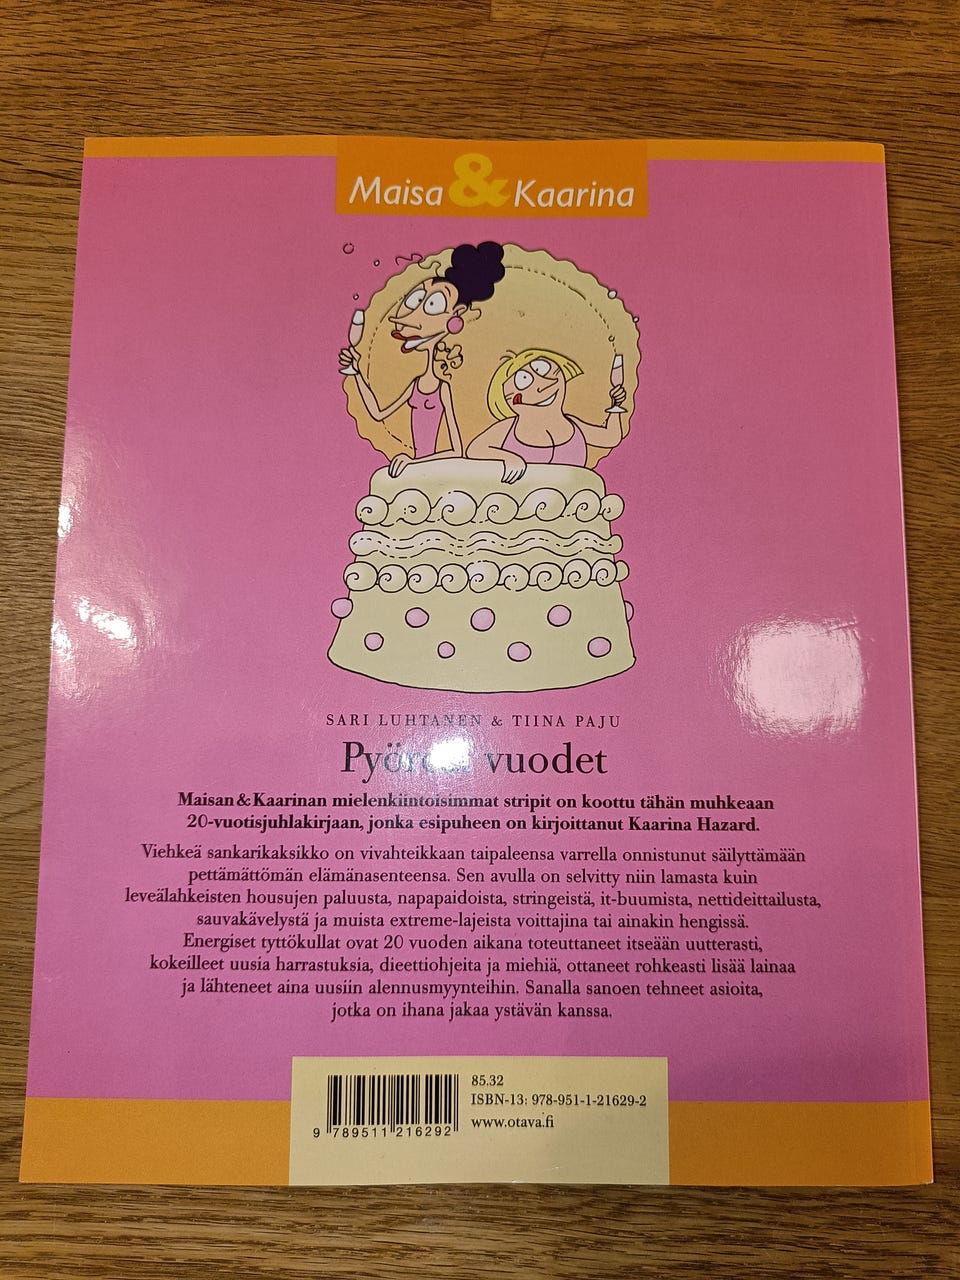 Maisa & Kaarina
SARI LUHTANEN & TIINA PAJU
Pyöreät vuodet
Maisan & Kaarinan mielenkiintoisimmat stripit on koottu tähän muhkeaan
20-vuotisjuhlakirjaan, jonka esipuheen on kirjoittanut Kaarina Hazard.
Viehkeä sankarikaksikko on vivahteikkaan taipaleensa varrella onnistunut säilyttämään
pettämättömän elämänasenteensa. Sen avulla on selvitty niin lamasta kuin
leveälahkeisten housujen paluusta, napapaidoista, stringeistä, it-buumista, nettideittailusta,
sauvakävelystä ja muista extreme-lajeista voittajina tai ainakin hengissä.
Energiset tyttökullat ovat 20 vuoden aikana toteuttaneet itseään uutterasti,
kokeilleet uusia harrastuksia, dieettiohjeita ja miehiä, ottaneet rohkeasti lisää lainaa
ja lähteneet aina uusiin alennusmyynteihin. Sanalla sanoen tehneet asioita,
jotka on ihana jakaa ystävän kanssa.
85.32
ISBN-13: 978-951-1-21629-2
www.otava.fi
9 789511 216292